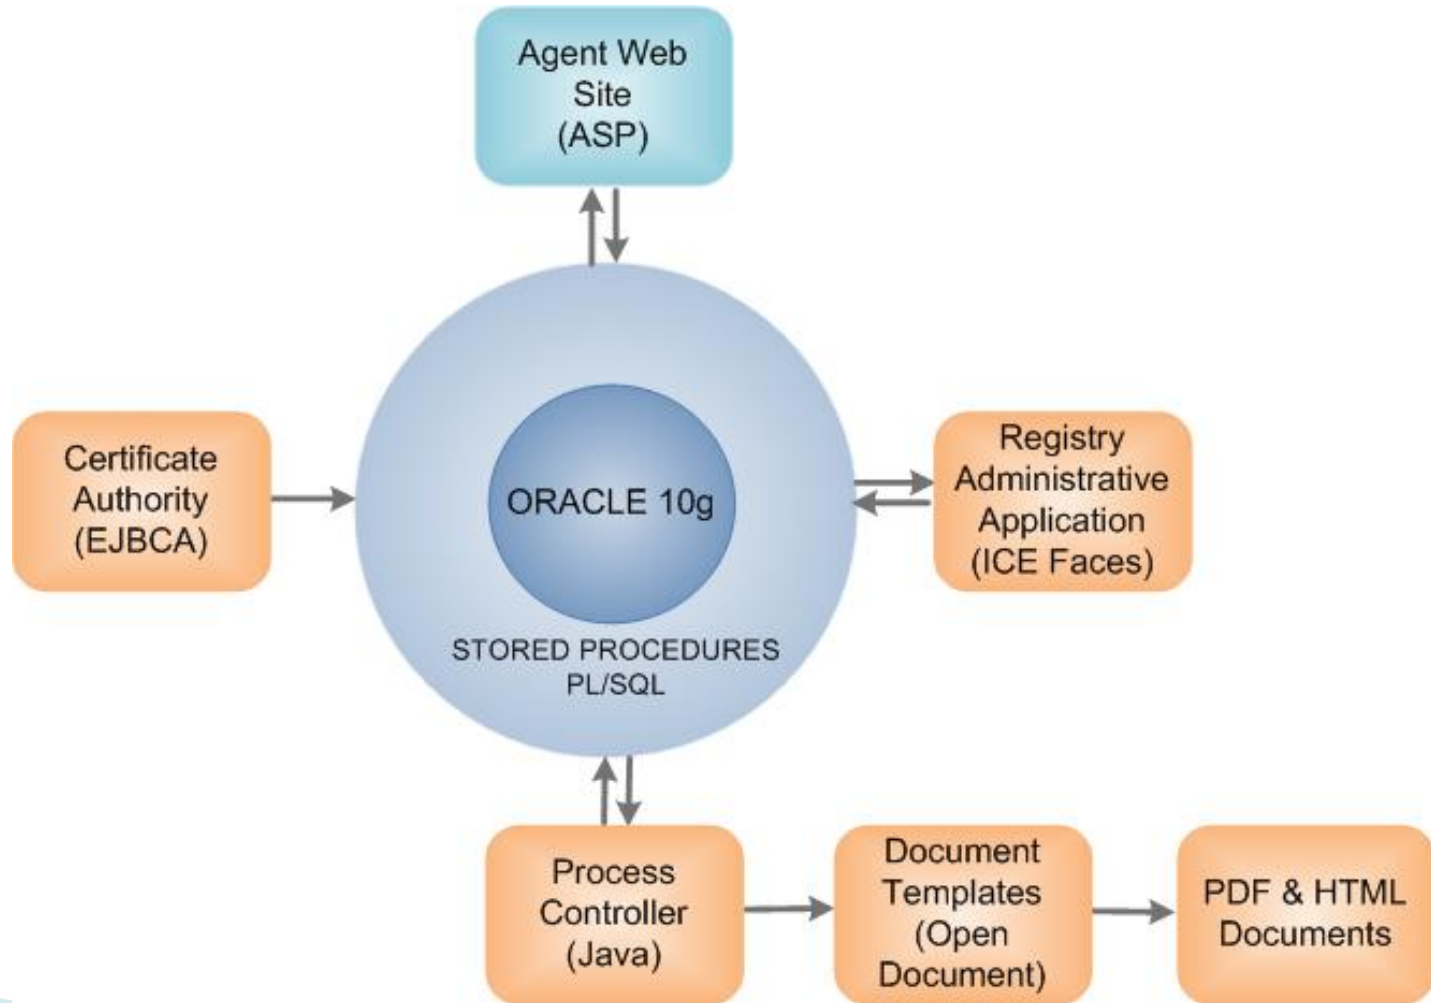 Agent Web
Site
(ASP)
Certificate
Authority
(EJBCA)
ORACLE 10g
STORED PROCEDURES
PL/SQL
Registry
Administrative
Application
(ICE Faces)
Process
Controller
(Java)
Document
Templates
(Open
Document)
PDF & HTML
Documents